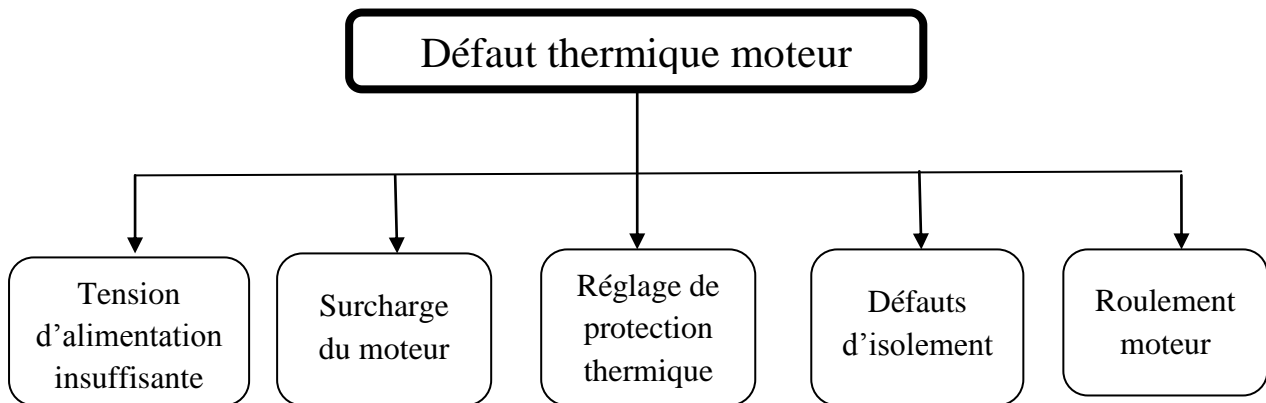 Défaut thermique moteur
Tension
d’alimentation
insuffisante
Surcharge
du moteur
Réglage de
protection
thermique
Défauts
d’isolement
Roulement
moteur